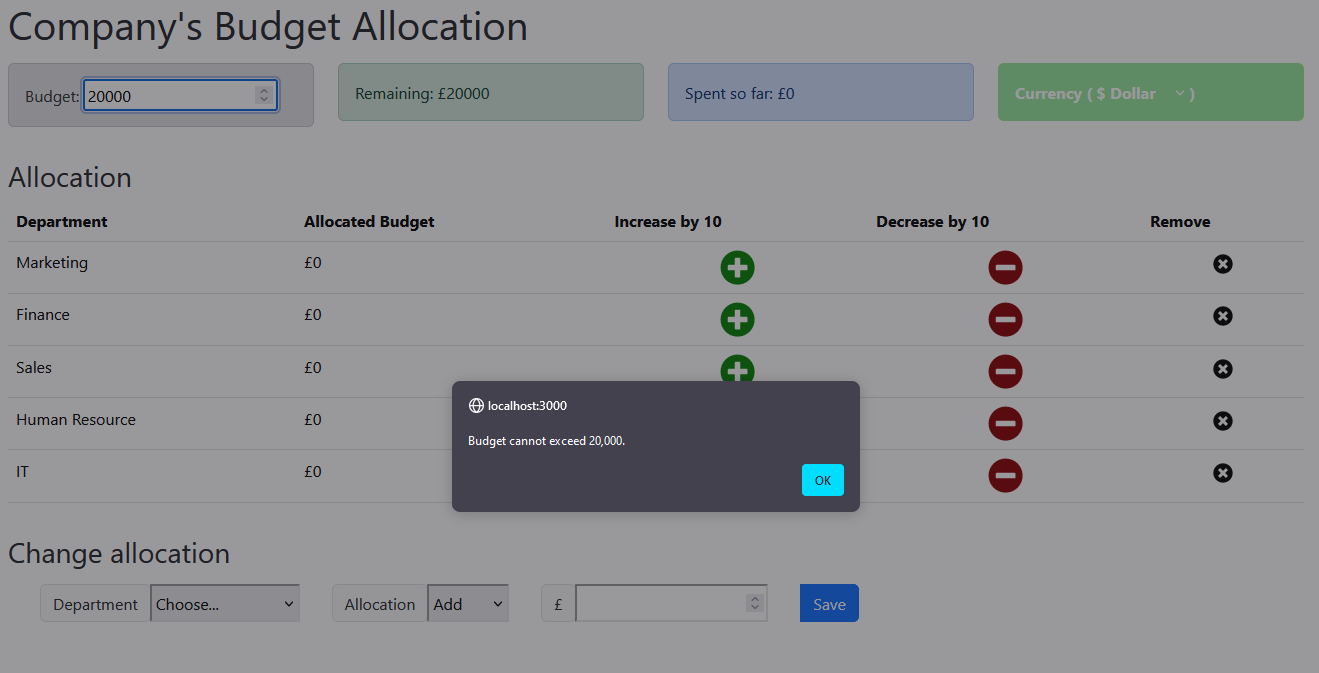 Company's Budget Allocation
Budget: 20000
Remaining: £20000
Spent so far: £0
Currency ( $ Dollar )
Allocation
Department Allocated Budget Increase by 10 Decrease by 10 Remove
Marketing £0
Finance £0
Sales £0
Human Resource £0
IT £0
localhost:3000
Budget cannot exceed 20,000.
OK
Change allocation
Department Choose... Allocation Add £ Save